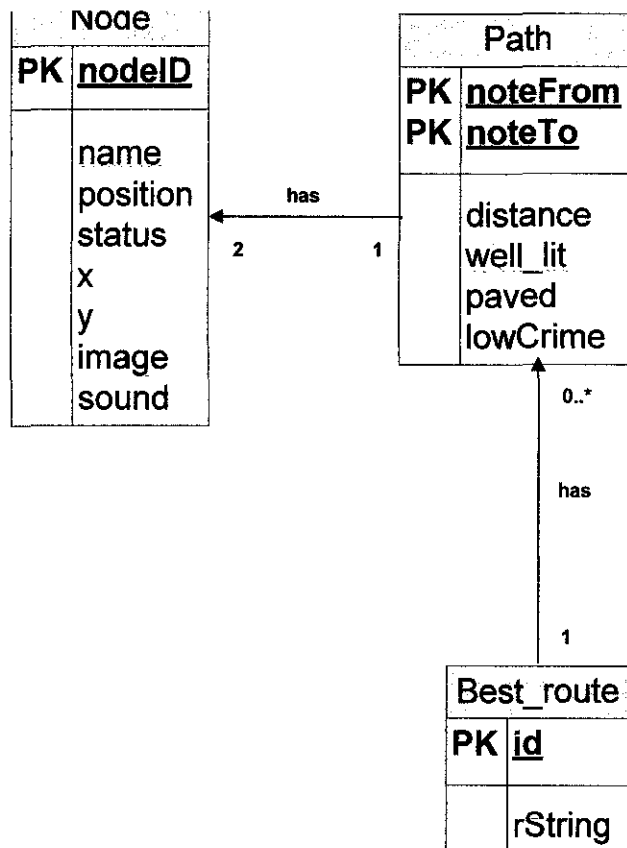 Node
PK nodeID
name
position
status
x
y
image
sound
has
2
1
Path
PK noteFrom
PK noteTo
distance
well_lit
paved
lowCrime
0..*
has
1
Best_route
PK id
rString